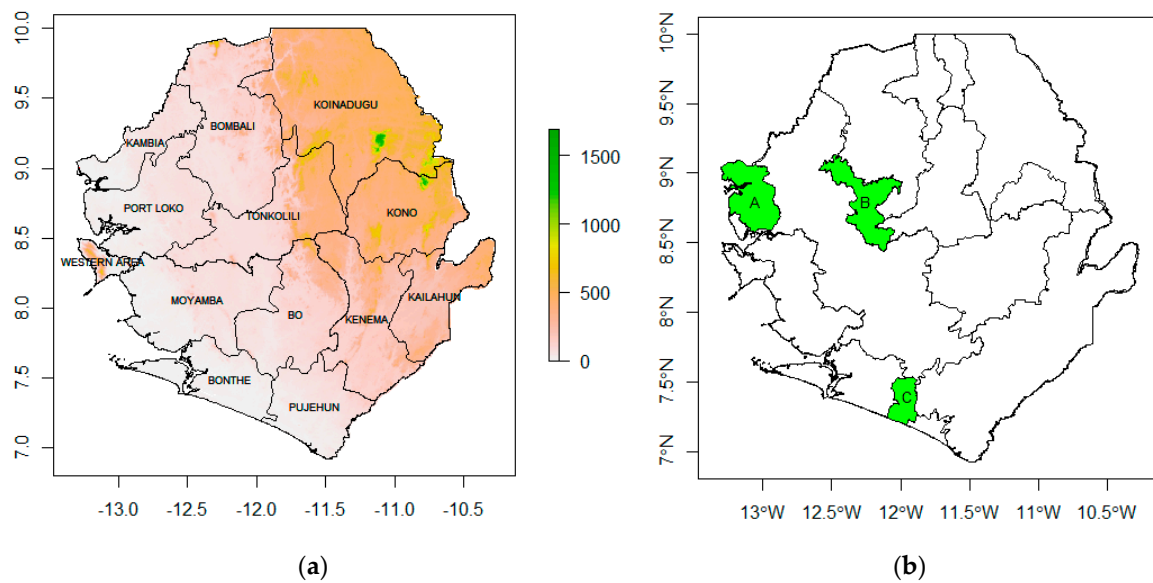 10.0
9.5
9.0
8.5
8.0
7.5
7.0
KOINADUGU
BOMBALI
KAMBIA
PORT LOKO
TONKOLILI
KONO
WESTERN AREA
MOYAMBA
BO
KENEMA
KAILAHUN
BONTHE
PUJEHUN
-13.0 -12.5 -12.0 -11.5 -11.0 -10.5
1500
1000
500
0
(a)
10°N
9.5°N
9°N
8.5°N
8°N
7.5°N
7°N
A
B
C
13°W 12.5°W 12°W 11.5°W 11°W 10.5°W
(b)